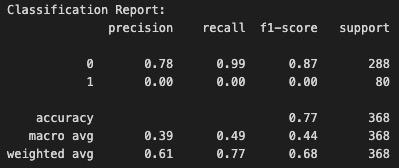 Classification Report:
precision recall f1-score support
0 0.78 0.99 0.87 288
1 0.00 0.00 0.00 80
accuracy 0.77 368
macro avg 0.39 0.49 0.44 368
weighted avg 0.61 0.77 0.68 368